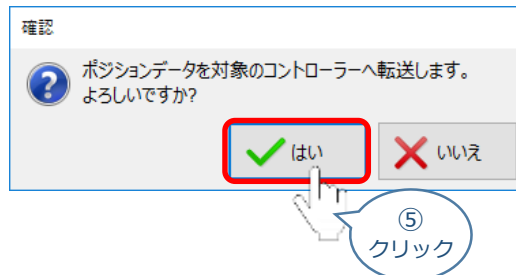 確認
ポジションデータを対象のコントローラーへ転送します。
よろしいですか?
はい
いいえ
⑤
クリック